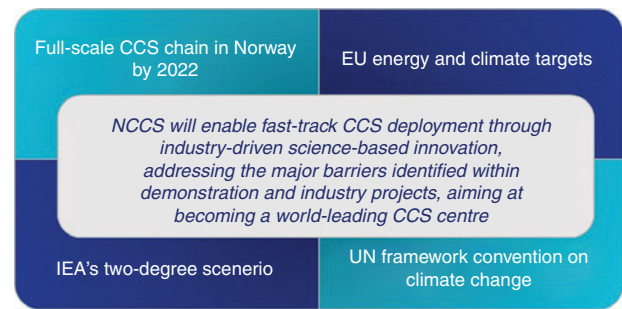 Full-scale CCS chain in Norway
by 2022
EU energy and climate targets
NCCS will enable fast-track CCS deployment through
industry-driven science-based innovation,
addressing the major barriers identified within
demonstration and industry projects, aiming at
becoming a world-leading CCS centre
IEA's two-degree scenerio
UN framework convention on
climate change